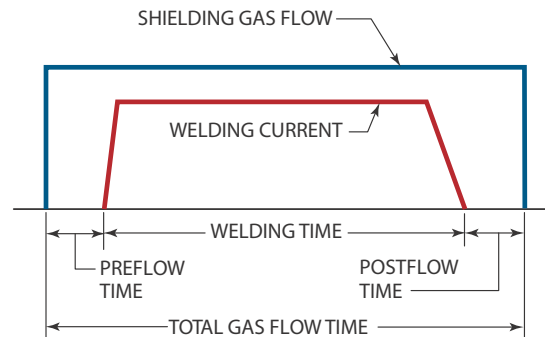 SHIELDING GAS FLOW
WELDING CURRENT
WELDING TIME
PREFLOW
TIME
POSTFLOW
TIME
TOTAL GAS FLOW TIME